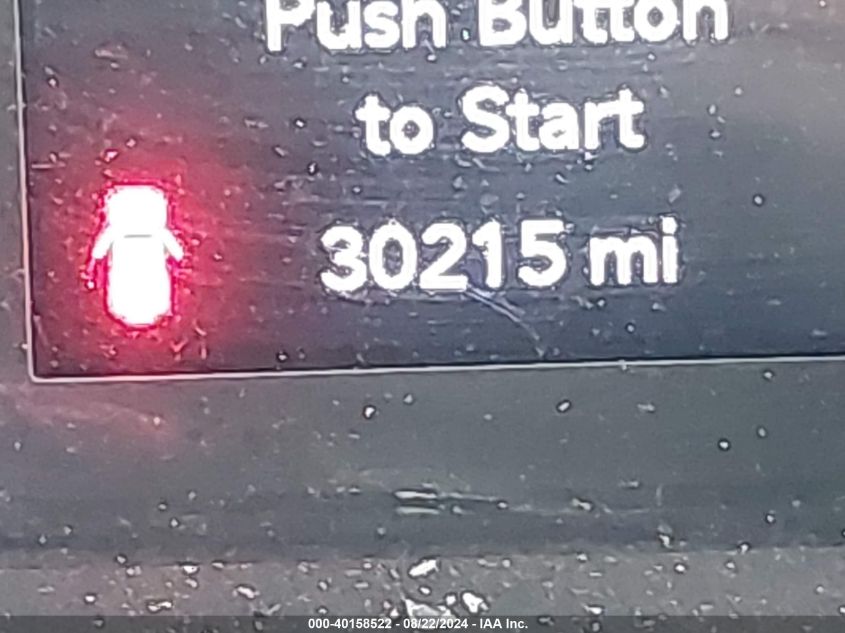 Push Button
to Start
30215 mi
000-40158522 - 08/22/2024 - IAA Inc.